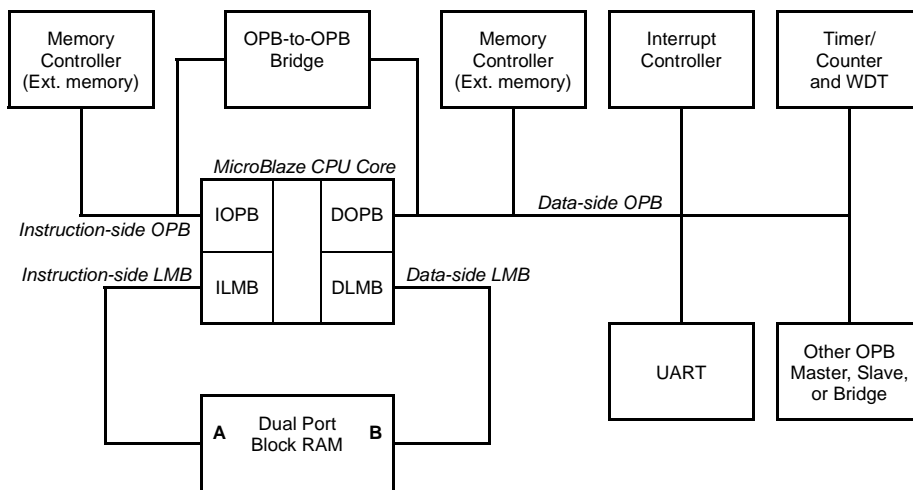 Memory
Controller
(Ext. memory)
OPB-to-OPB
Bridge
Memory
Controller
(Ext. memory)
Interrupt
Controller
Timer/
Counter
and WDT
MicroBlaze CPU Core
IOPB
DOPB
Data-side OPB
Instruction-side OPB
Instruction-side LMB
ILMB
DLMB
Data-side LMB
UART
Other OPB
Master, Slave,
or Bridge
A
Dual Port
Block RAM
B